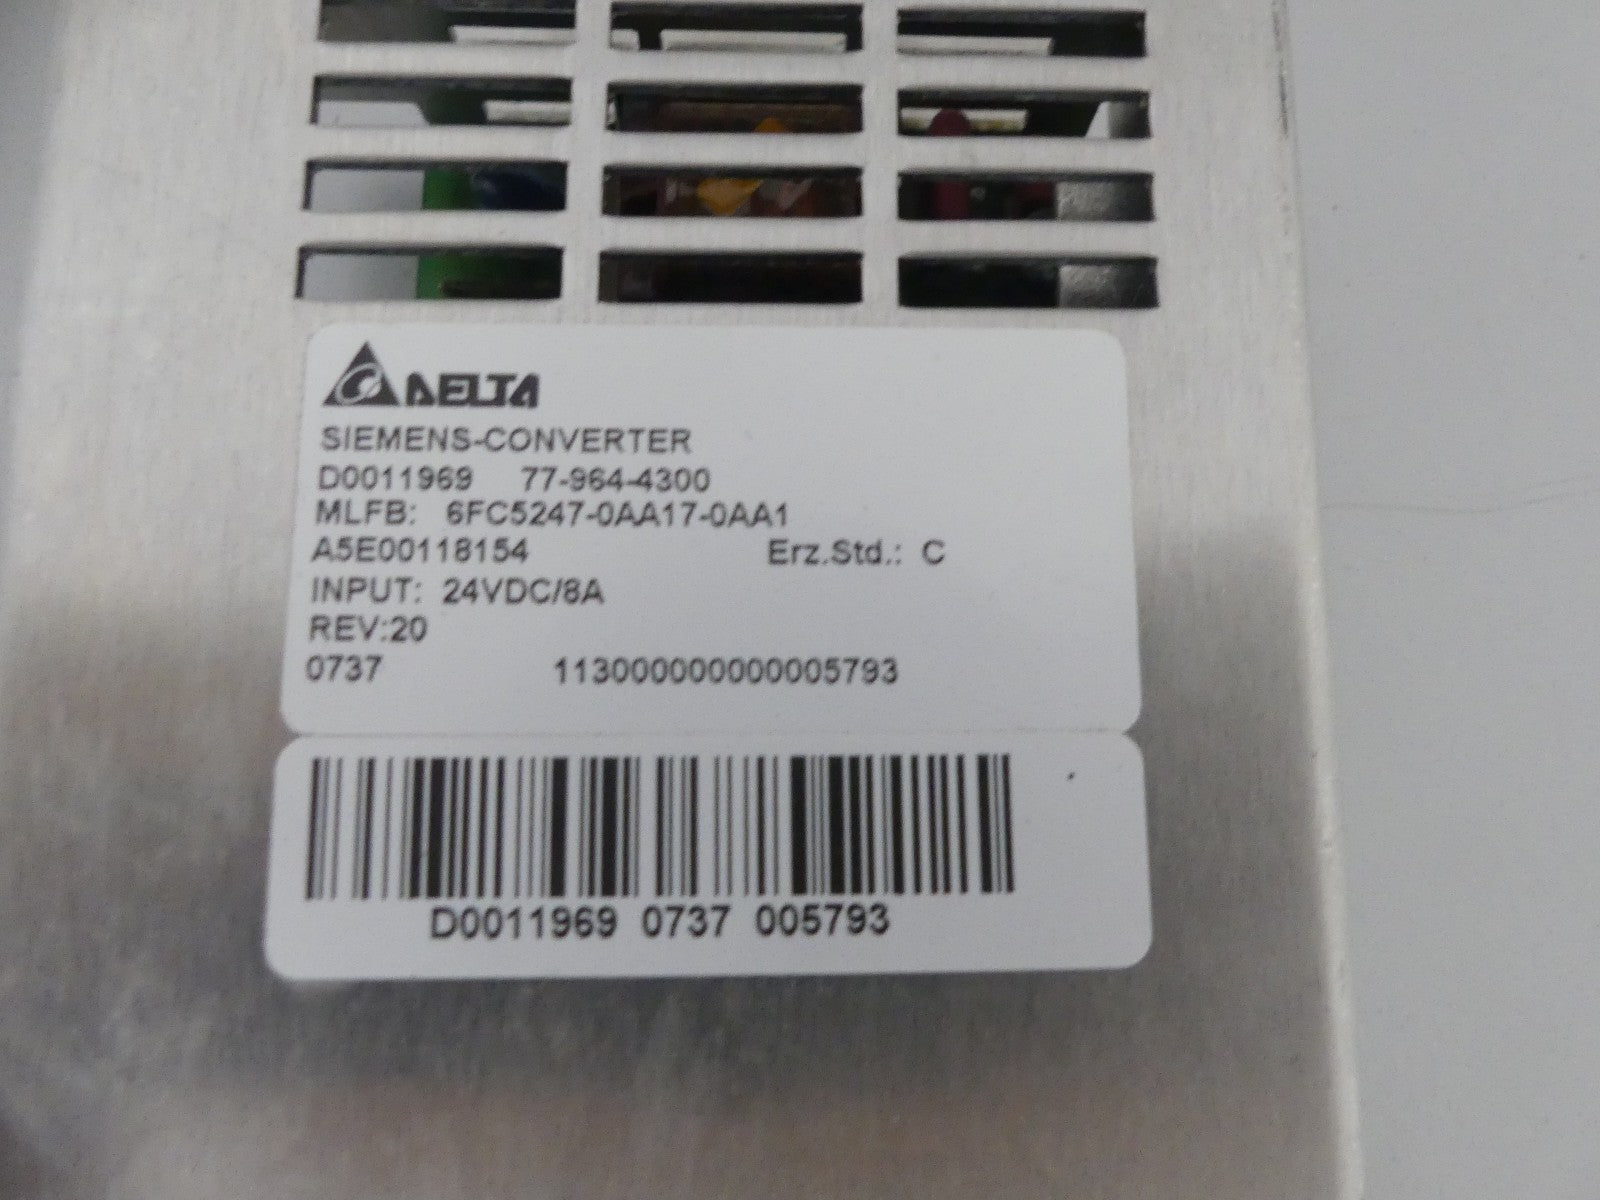 DELTA
SIEMENS-CONVERTER
D0011969 77-964-4300
MLFB: 6FC5247-0AA17-0AA1
A5E00118154 Erz.Std.: C
INPUT: 24VDC/8A
REV:20
0737 113000000000005793
D0011969 0737 005793